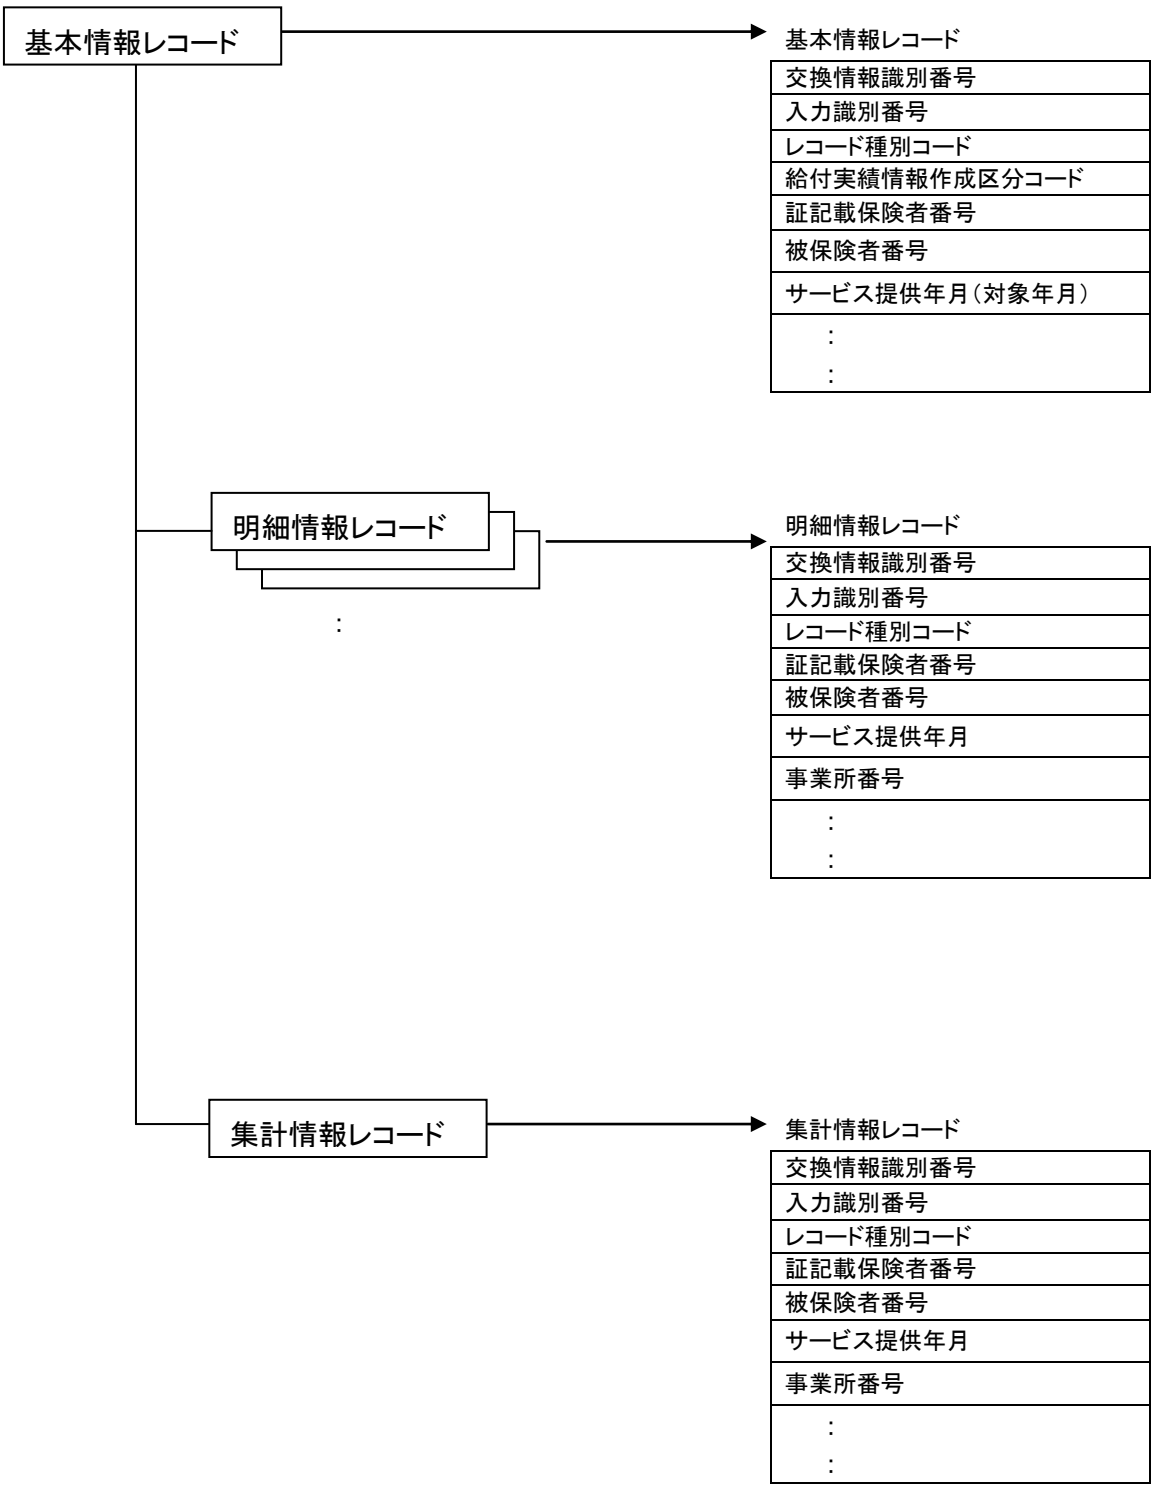 基本情報レコード
基本情報レコード
交換情報識別番号
入力識別番号
レコード種別コード
給付実績情報作成区分コード
証記載保険者番号
被保険者番号
サービス提供年月(対象年月)
:
:
明細情報レコード
:
明細情報レコード
交換情報識別番号
入力識別番号
レコード種別コード
証記載保険者番号
被保険者番号
サービス提供年月
事業所番号
:
:
集計情報レコード
集計情報レコード
交換情報識別番号
入力識別番号
レコード種別コード
証記載保険者番号
被保険者番号
サービス提供年月
事業所番号
:
: